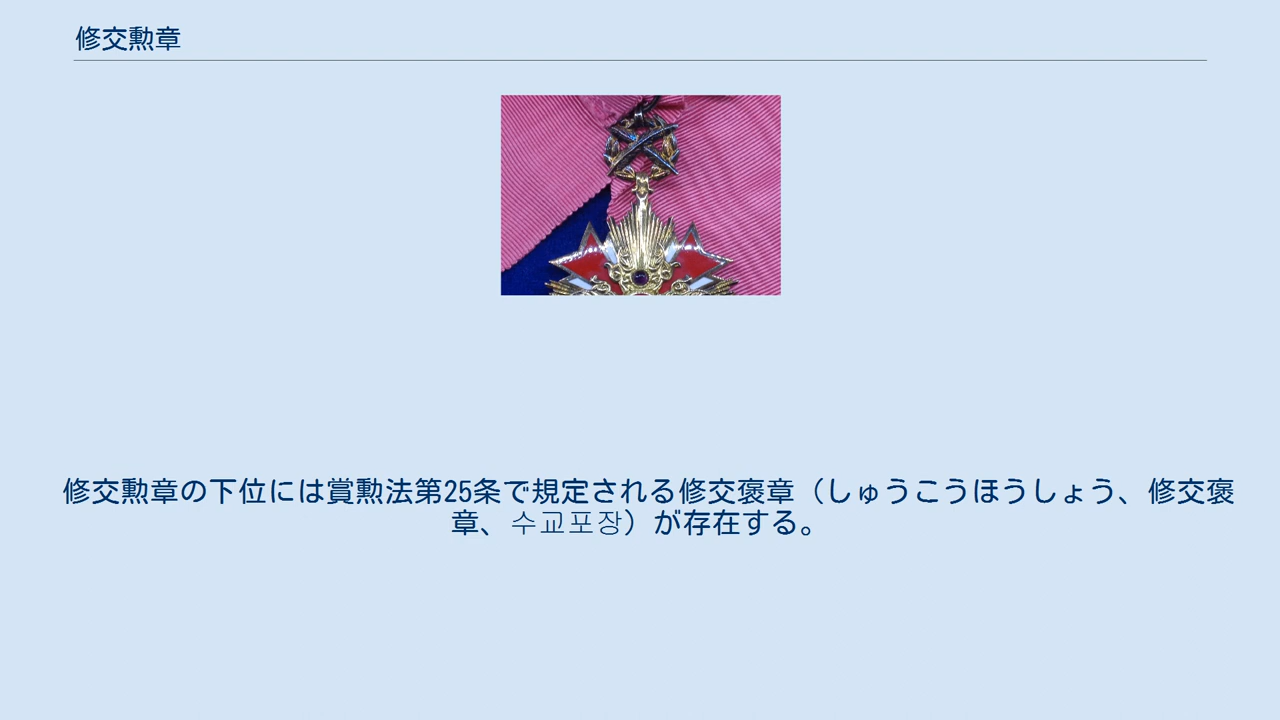 修交勲章
修交勲章の下位には賞勲法第25条で規定される修交褒章（しゅうこうほうしょう、修交褒
章、수교포장）が存在する。